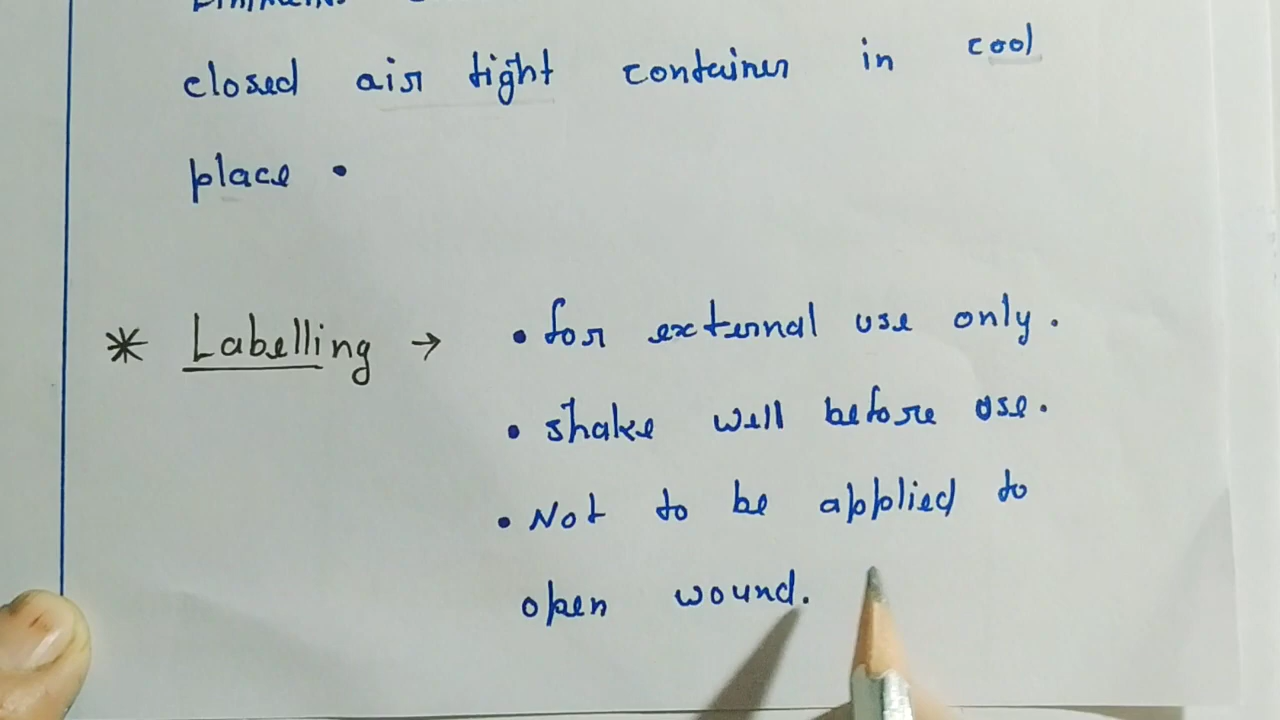 closed air tight container in cool
place •
* Labelling → • for external use only.
• shake well before use.
• Not to be applied to
open wound.